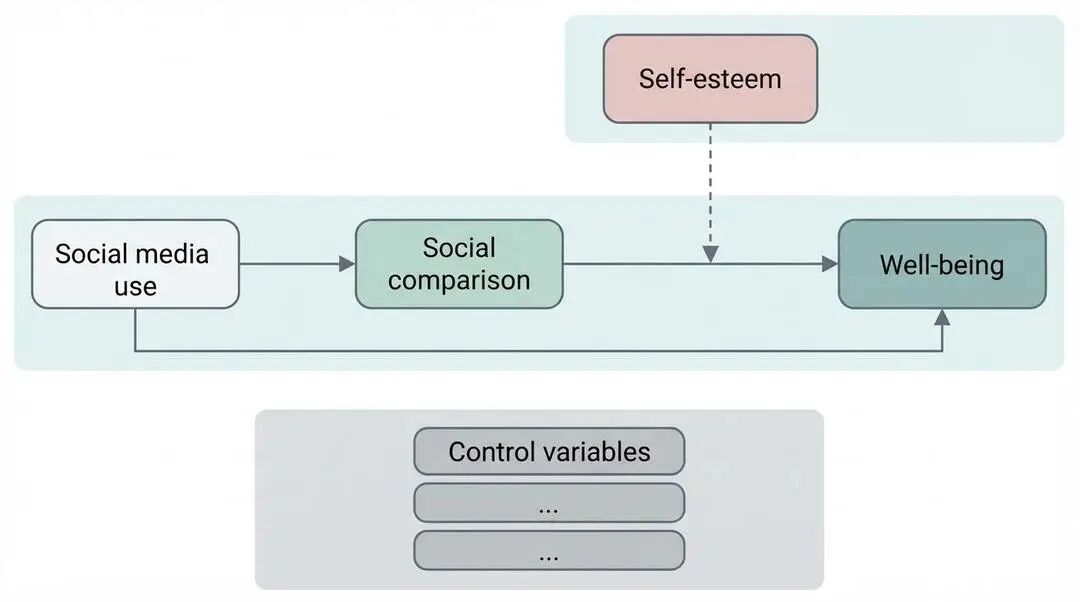 Self-esteem
Social media
use
Social
comparison
Well-being
Control variables
...
...